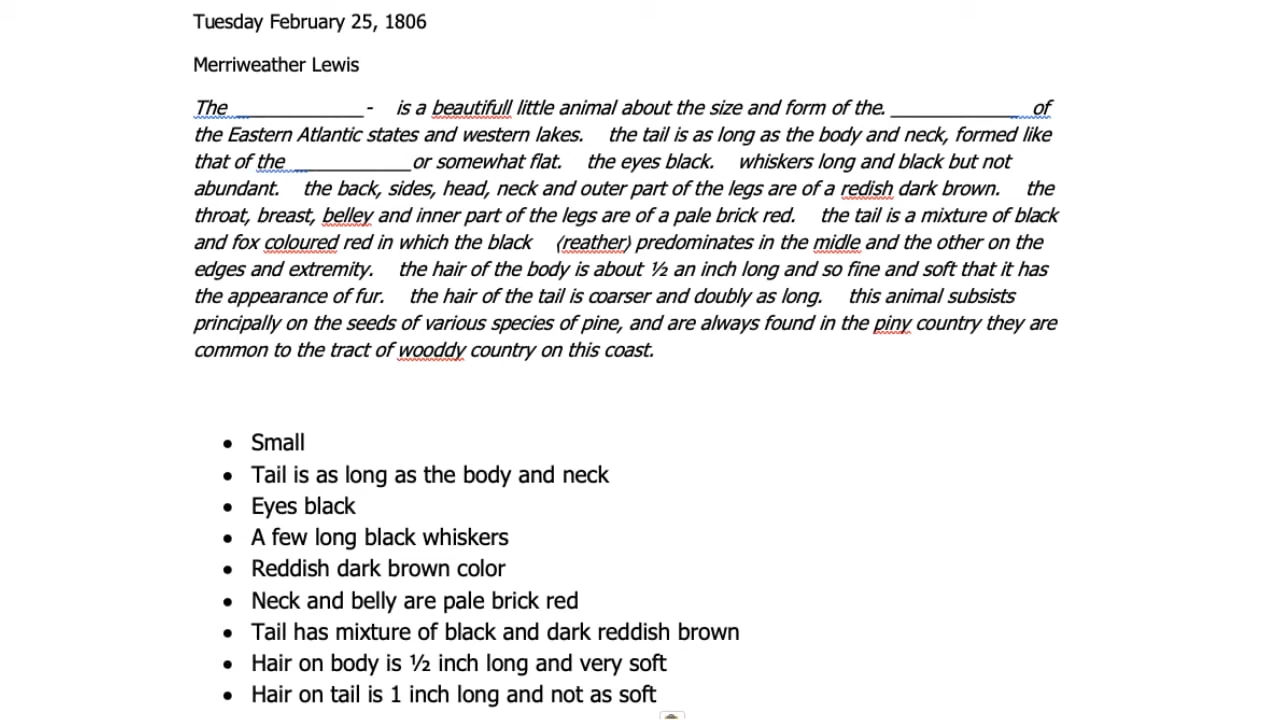 Tuesday February 25, 1806
Merriweather Lewis
The ____________- is a beautifull little animal about the size and form of the. ____________ of
the Eastern Atlantic states and western lakes. the tail is as long as the body and neck, formed like
that of the ____________or somewhat flat. the eyes black. whiskers long and black but not
abundant. the back, sides, head, neck and outer part of the legs are of a redish dark brown. the
throat, breast, belley and inner part of the legs are of a pale brick red. the tail is a mixture of black
and fox coloured red in which the black (reather) predominates in the midle and the other on the
edges and extremity. the hair of the body is about ½ an inch long and so fine and soft that it has
the appearance of fur. the hair of the tail is coarser and doubly as long. this animal subsists
principally on the seeds of various species of pine, and are always found in the piny country they are
common to the tract of wooddy country on this coast.
• Small
• Tail is as long as the body and neck
• Eyes black
• A few long black whiskers
• Reddish dark brown color
• Neck and belly are pale brick red
• Tail has mixture of black and dark reddish brown
• Hair on body is ½ inch long and very soft
• Hair on tail is 1 inch long and not as soft